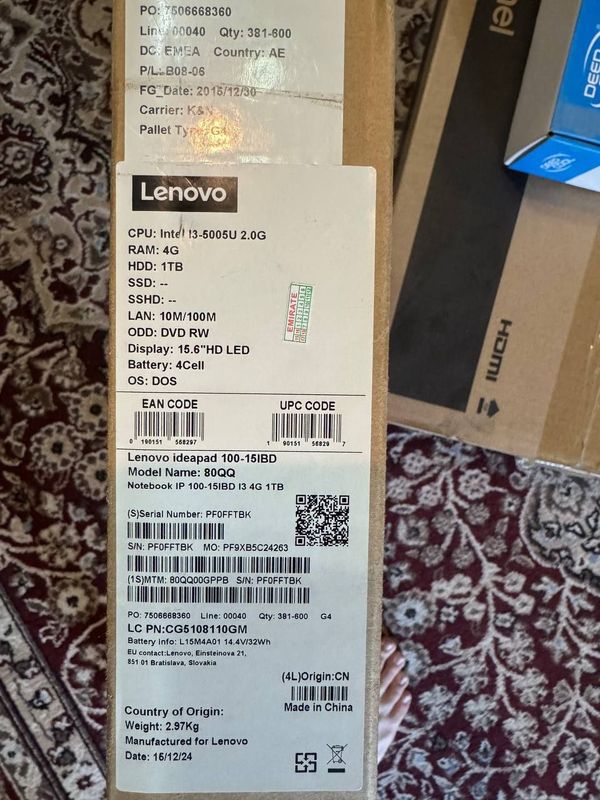 PO: 7506668360
Line: 00040 Qty: 381-600
DC: EMEA Country: AE
P/L: B08-06
FG_Date: 2015/12/30
Carrier: K&N
Pallet Type: G4
Lenovo
CPU: Intel I3-5005U 2.0G
RAM: 4G
HDD: 1TB
SSD: --
SSHD: --
LAN: 10M/100M
ODD: DVD RW
Display: 15.6"HD LED
Battery: 4Cell
OS: DOS
EMIRATE
EAN CODE UPC CODE
0 190151 568297 1 90151 56829 7
Lenovo ideapad 100-15IBD
Model Name: 80QQ
Notebook IP 100-15IBD I3 4G 1TB
(S)Serial Number: PF0FFTBK
S/N: PF0FFTBK MO: PF9XB5C24263
(1S)MTM: 80QQ00GPPB S/N: PF0FFTBK
PO: 7506668360 Line: 00040 Qty: 381-600 G4
LC PN:CG5108110GM
Battery info: L15M4A01 14.4V/32Wh
EU contact:Lenovo, Einsteinova 21,
851 01 Bratislava, Slovakia
(4L)Origin:CN
Made in China
Country of Origin:
Weight: 2.97Kg
Manufactured for Lenovo
Date: 15/12/24
HDMI
DEEP